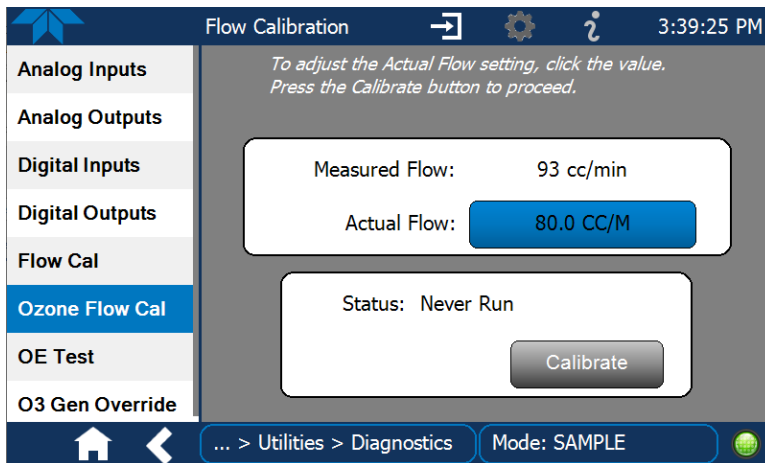 Flow Calibration
3:39:25 PM
Analog Inputs
Analog Outputs
Digital Inputs
Digital Outputs
Flow Cal
Ozone Flow Cal
OE Test
O3 Gen Override
To adjust the Actual Flow setting, click the value.
Press the Calibrate button to proceed.
Measured Flow: 93 cc/min
Actual Flow: 80.0 CC/M
Status: Never Run
Calibrate
... > Utilities > Diagnostics
Mode: SAMPLE